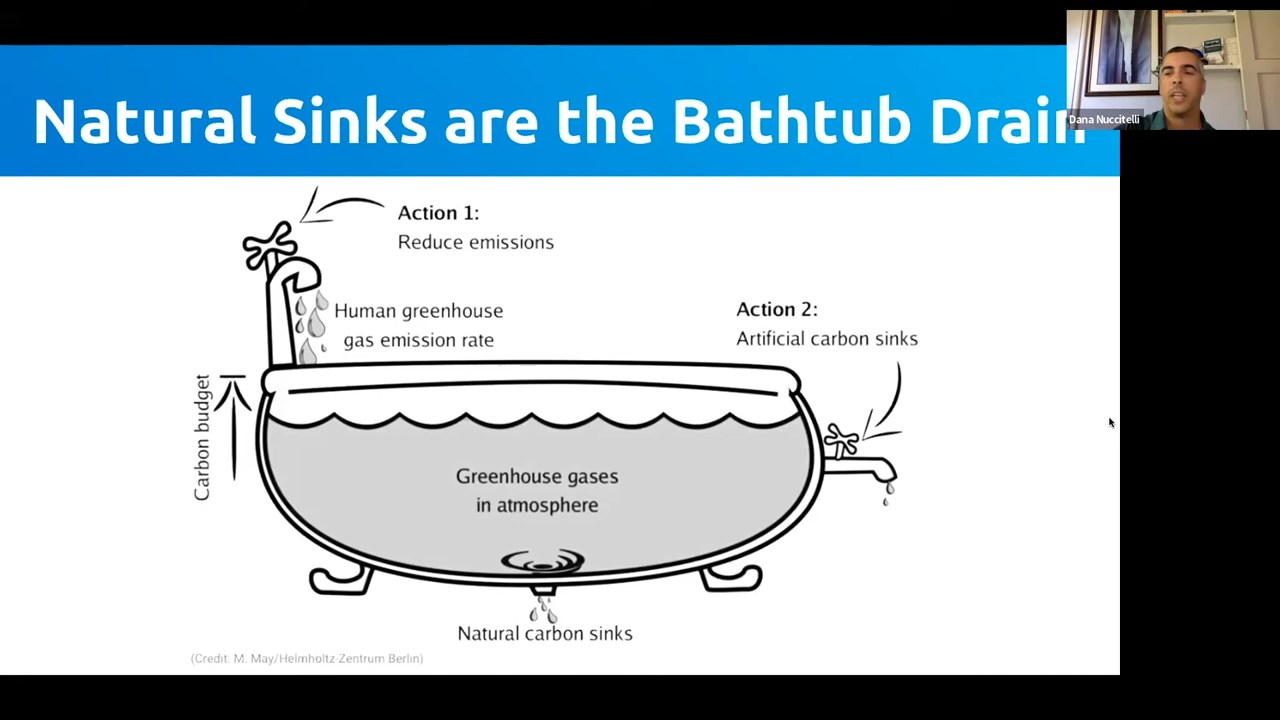 Natural Sinks are the Bathtub Drain
Dana Nuccitelli
Action 1:
Reduce emissions
Human greenhouse
gas emission rate
Action 2:
Artificial carbon sinks
Carbon budget
Greenhouse gases
in atmosphere
Natural carbon sinks
(Credit: M. May/Helmholtz-Zentrum Berlin)